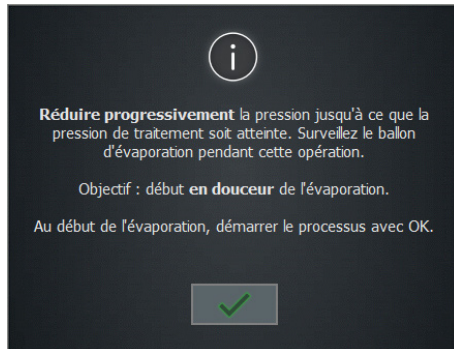 Réduire progressivement la pression jusqu'à ce que la
pression de traitement soit atteinte. Surveillez le ballon
d'évaporation pendant cette opération.
Objectif : début en douceur de l'évaporation.
Au début de l'évaporation, démarrer le processus avec OK.